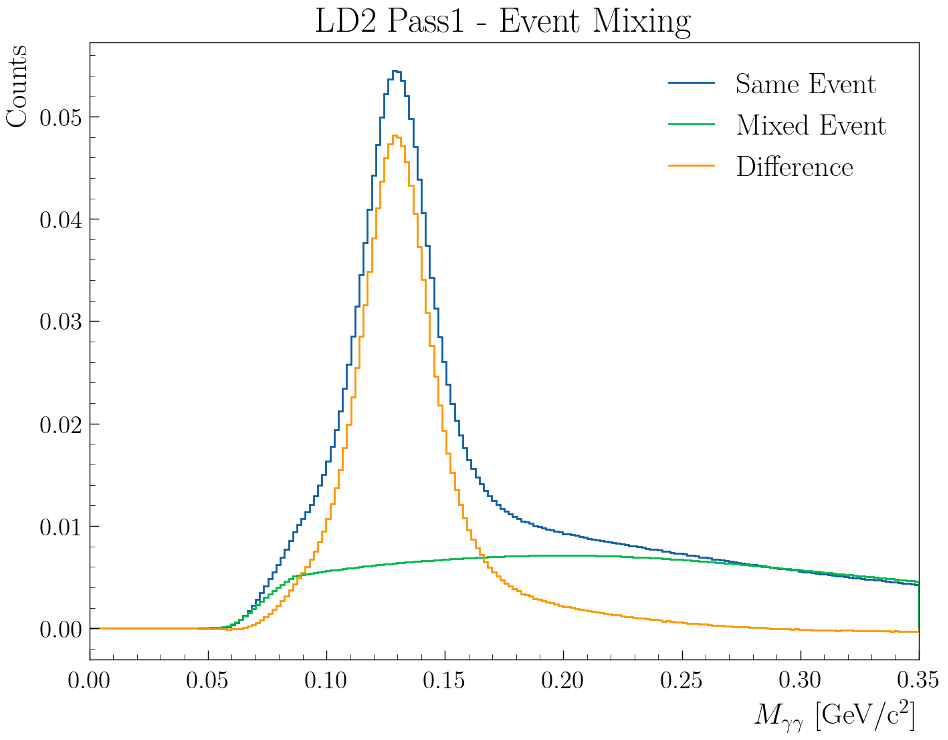 LD2 Pass1 - Event Mixing
Counts
Same Event
Mixed Event
Difference
0.05
0.04
0.03
0.02
0.01
0.00
0.00 0.05 0.10 0.15 0.20 0.25 0.30 0.35
M_γγ [GeV/c²]